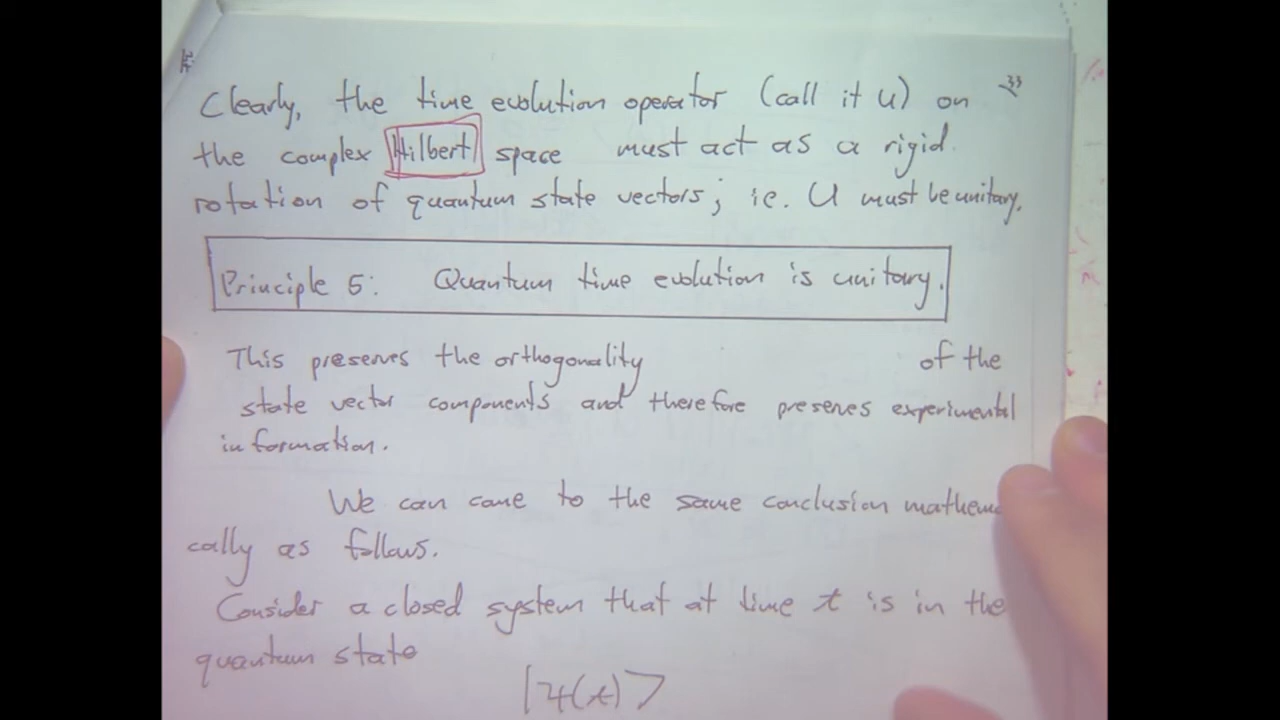 Clearly, the time evolution operator (call it U) on
the complex Hilbert space must act as a rigid
rotation of quantum state vectors; ie. U must be unitary.
Principle 5: Quantum time evolution is unitary.
This preserves the orthogonality of the
state vector components and therefore preserves experimental
information.
We can come to the same conclusion mathem
cally as follows.
Consider a closed system that at time t is in the
quantum state
|Ψ(t)>